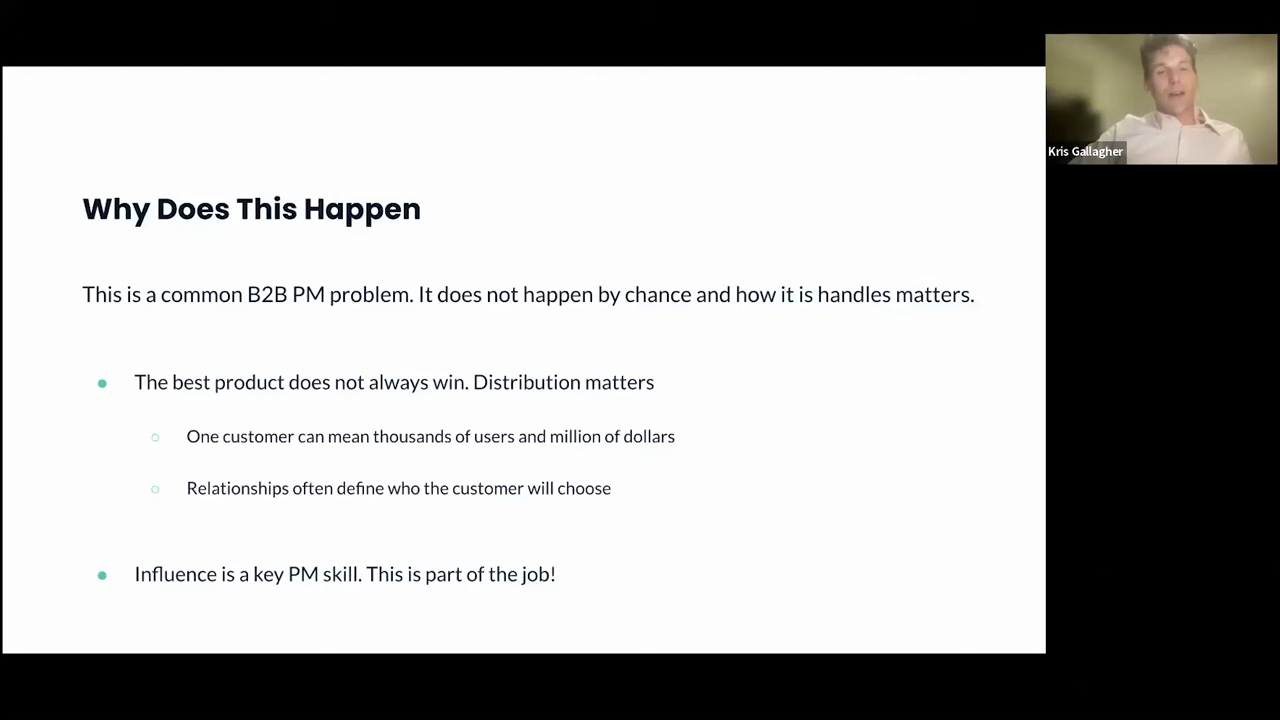 Why Does This Happen
This is a common B2B PM problem. It does not happen by chance and how it is handles matters.
The best product does not always win. Distribution matters
One customer can mean thousands of users and million of dollars
Relationships often define who the customer will choose
Influence is a key PM skill. This is part of the job!
Kris Gallagher